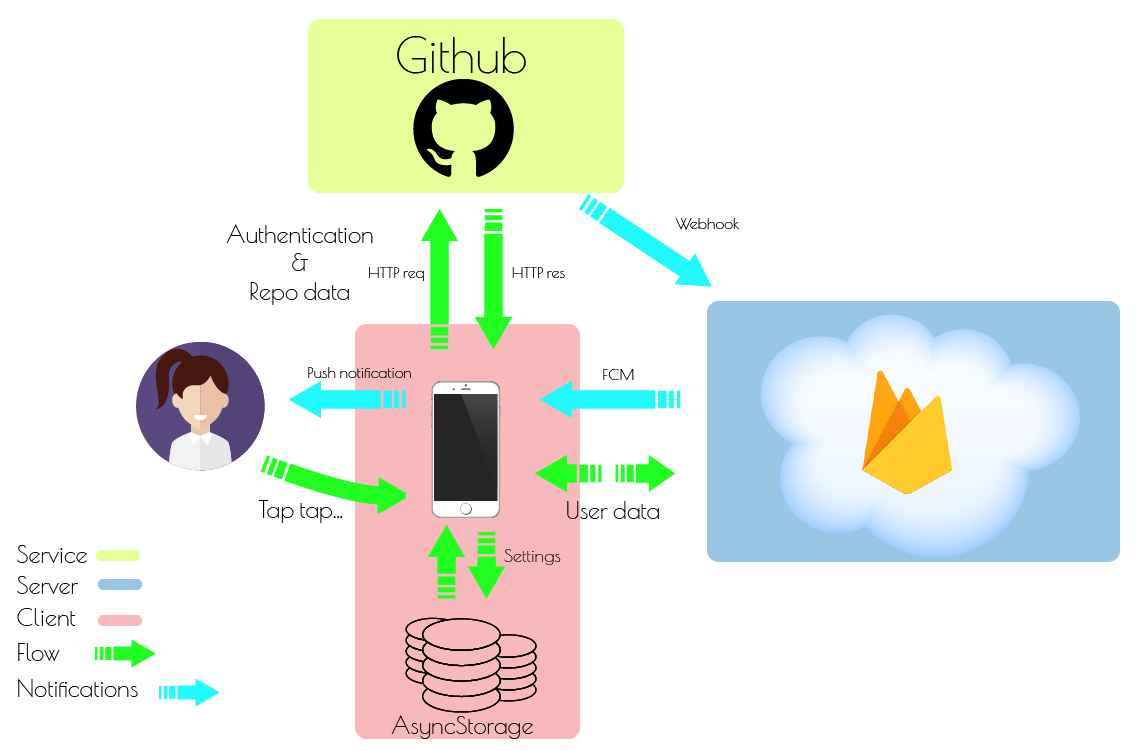 Github
Webhook
Authentication
&
Repo data
HTTP req
HTTP res
Push notification
FCM
Tap tap...
User data
Settings
AsyncStorage
Service
Server
Client
Flow
Notifications